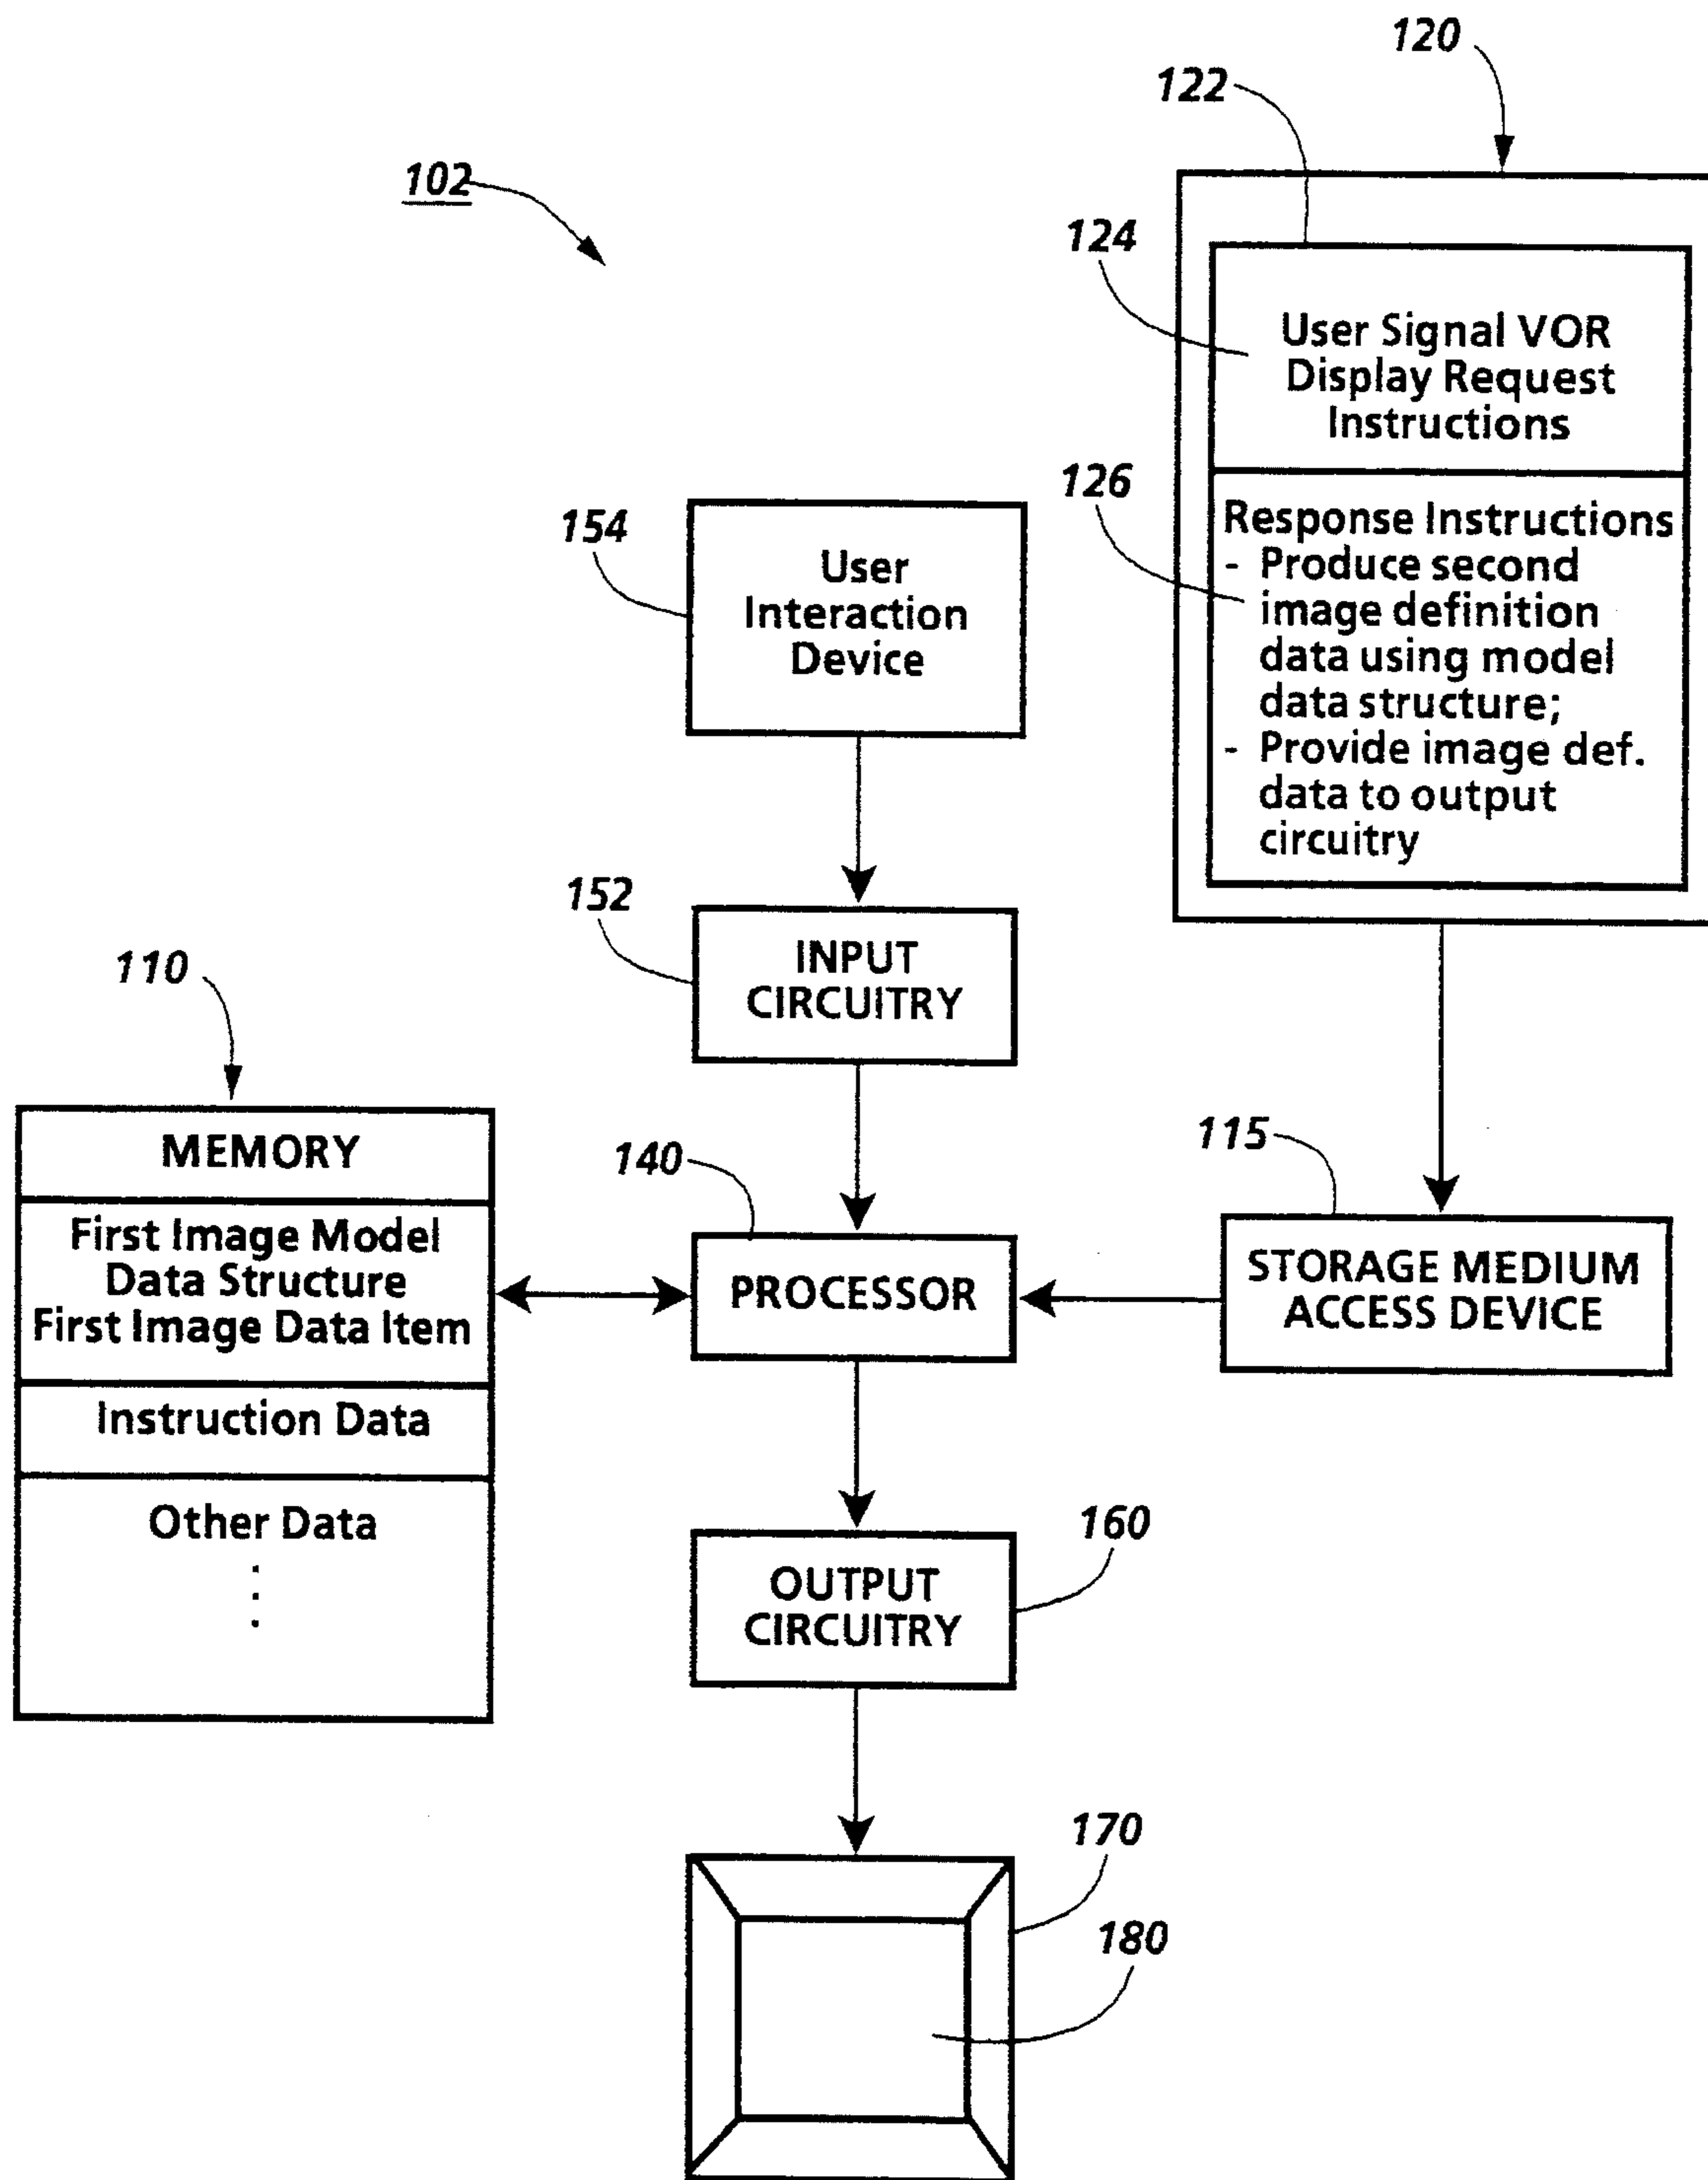 120
122
102
124
User Signal VOR
Display Request
Instructions
126
Response Instructions
- Produce second
image definition
data using model
data structure;
- Provide image def.
data to output
circuitry
154
User
Interaction
Device
152
INPUT
CIRCUITRY
110
MEMORY
First Image Model
Data Structure
First Image Data Item
Instruction Data
Other Data
.
.
.
140
PROCESSOR
115
STORAGE MEDIUM
ACCESS DEVICE
160
OUTPUT
CIRCUITRY
170
180